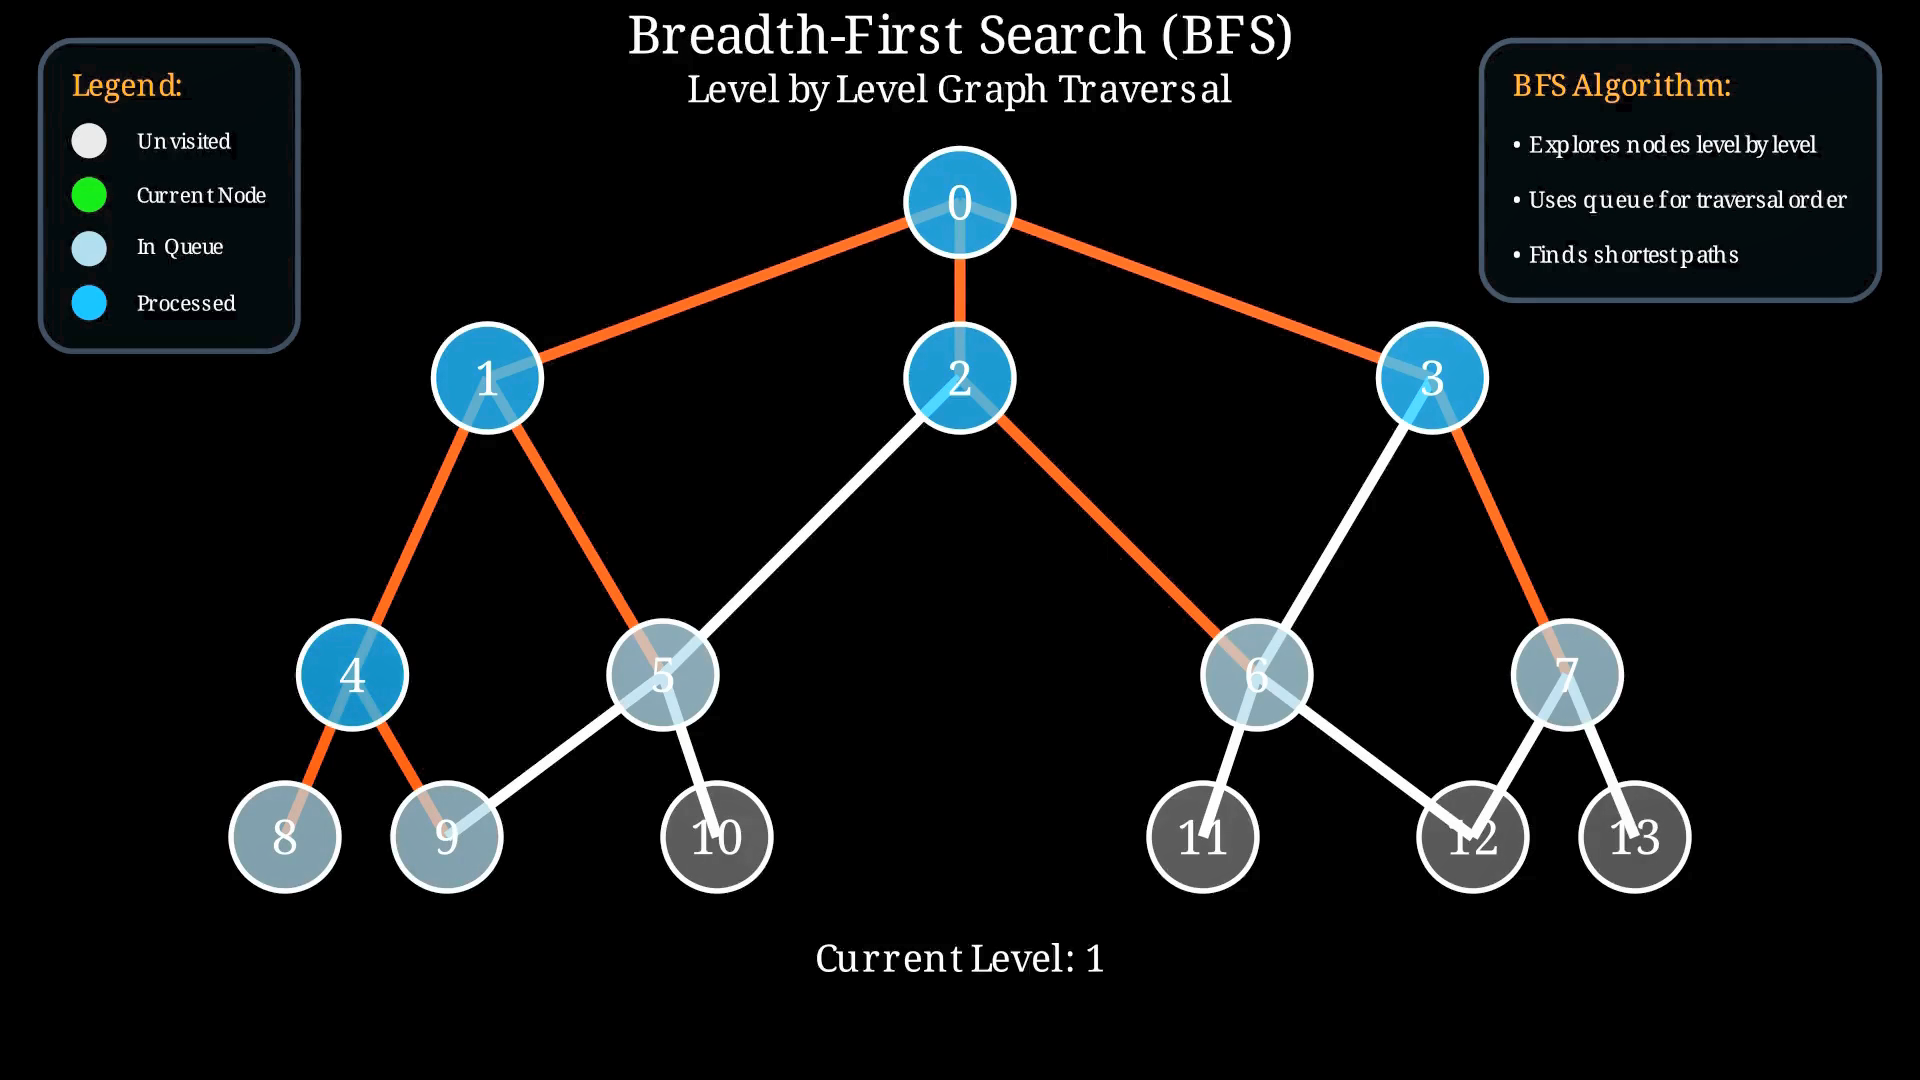 Breadth-First Search (BFS)
Level by Level Graph Traversal
Legend:
Unvisited
Current Node
In Queue
Processed
BFS Algorithm:
• Explores nodes level by level
• Uses queue for traversal order
• Finds shortest paths
0
1
2
3
4
5
6
7
8
9
10
11
12
13
Current Level: 1